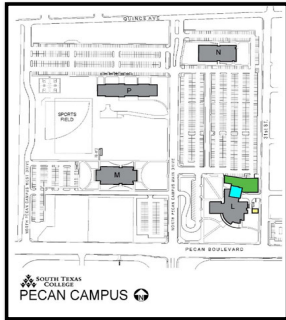 QUINCE AVE.
N
P
SPORTS
FIELD
M
L
PECAN BOULEVARD
SOUTH TEXAS
COLLEGE
PECAN CAMPUS N